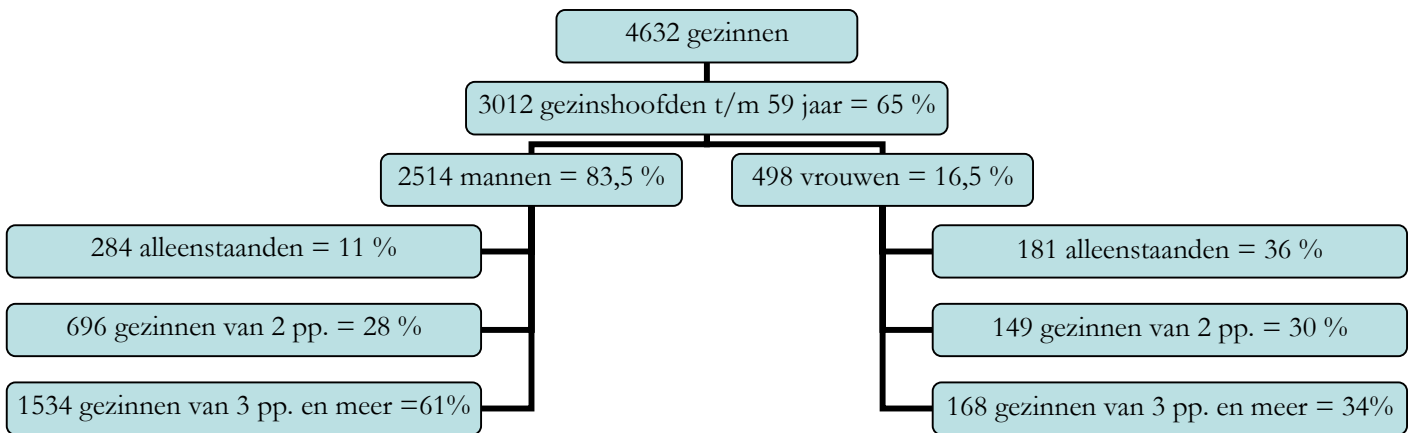 4632 gezinnen
3012 gezinshoofden t/m 59 jaar = 65 %
2514 mannen = 83,5 %
498 vrouwen = 16,5 %
284 alleenstaanden = 11 %
181 alleenstaanden = 36 %
696 gezinnen van 2 pp. = 28 %
149 gezinnen van 2 pp. = 30 %
1534 gezinnen van 3 pp. en meer =61%
168 gezinnen van 3 pp. en meer = 34%